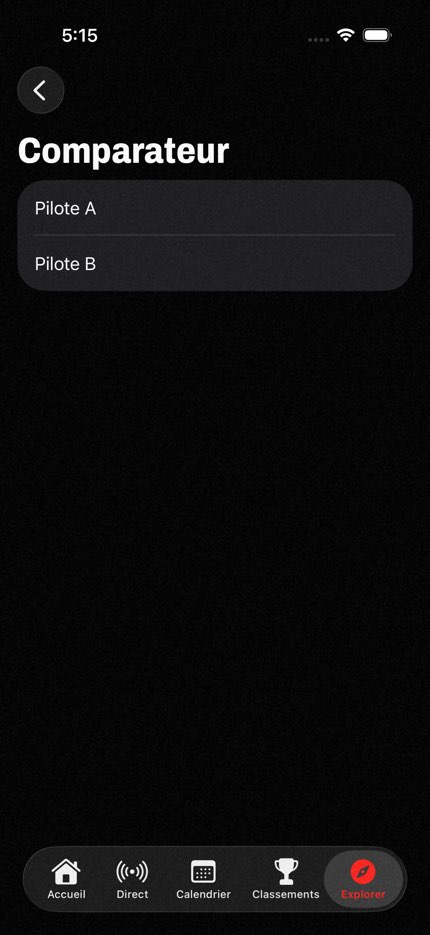 5:15
Comparateur
Pilote A
Pilote B
Accueil
Direct
Calendrier
Classements
Explorer